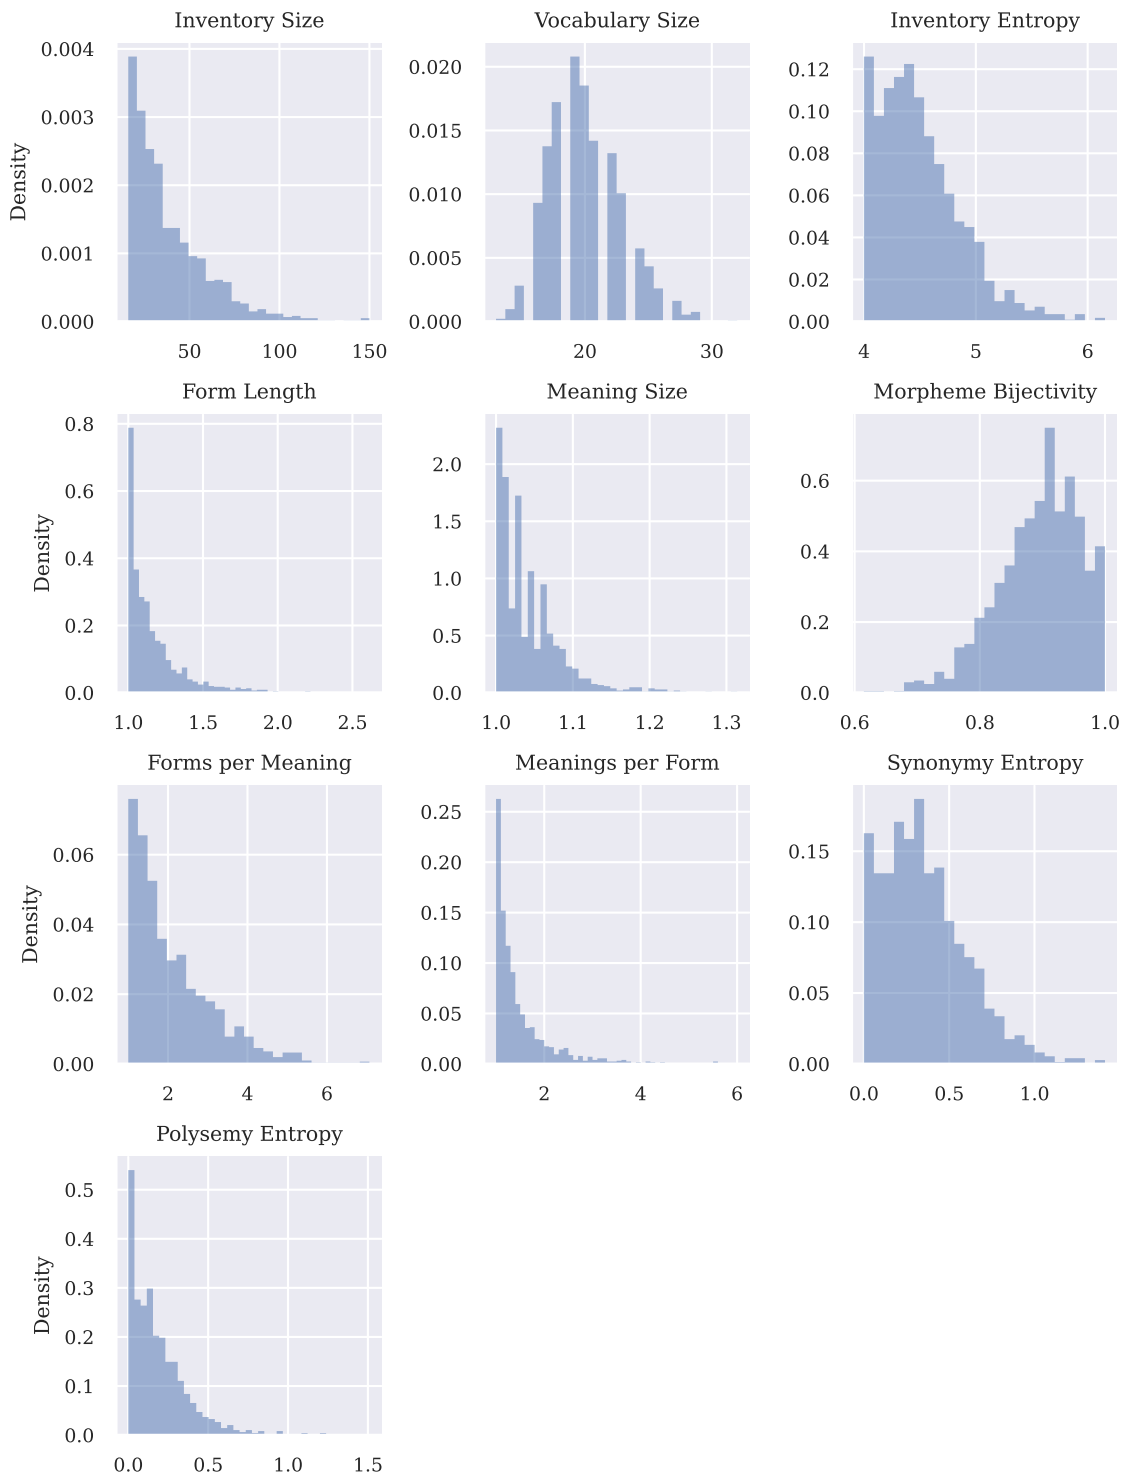 Inventory Size
Vocabulary Size
Inventory Entropy
Density
0.004
0.003
0.002
0.001
0.000
50 100 150
0.020
0.015
0.010
0.005
0.000
20 30
0.12
0.10
0.08
0.06
0.04
0.02
0.00
4 5 6
Form Length
Meaning Size
Morpheme Bijectivity
Density
0.8
0.6
0.4
0.2
0.0
1.0 1.5 2.0 2.5
2.0
1.5
1.0
0.5
0.0
1.0 1.1 1.2 1.3
0.6
0.4
0.2
0.0
0.6 0.8 1.0
Forms per Meaning
Meanings per Form
Synonymy Entropy
Density
0.06
0.04
0.02
0.00
2 4 6
0.25
0.20
0.15
0.10
0.05
0.00
2 4 6
0.15
0.10
0.05
0.00
0.0 0.5 1.0
Polysemy Entropy
Density
0.5
0.4
0.3
0.2
0.1
0.0
0.0 0.5 1.0 1.5